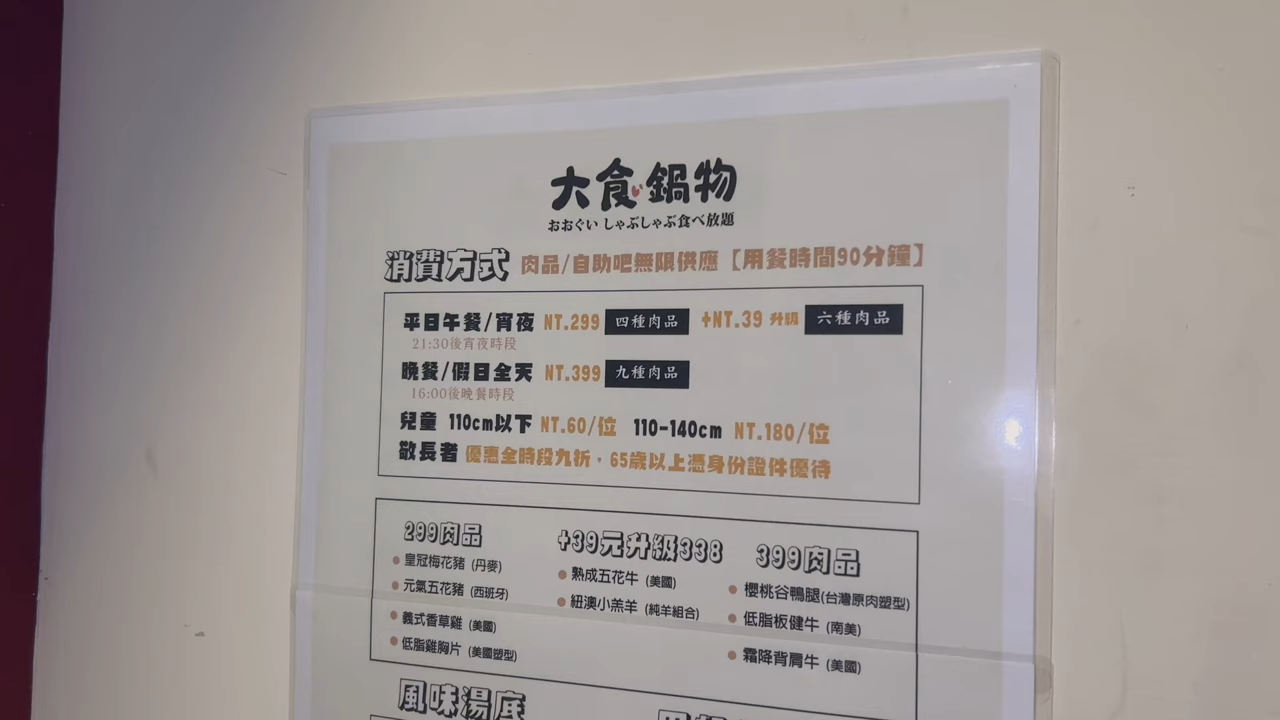 大食い鍋物
おおぐい しゃぶしゃぶ食べ放題
消費方式 肉品/自助吧無限供應【用餐時間90分鐘】
平日午餐/宵夜 NT.299 四種肉品 +NT.39 升級 六種肉品
21:30後宵夜時段
晚餐/假日全天 NT.399 九種肉品
16:00後晚餐時段
兒童 110cm以下 NT.60/位 110-140cm NT.180/位
敬長者 優惠全時段九折，65歲以上憑身份證件優待
299肉品
皇冠梅花豬 (丹麥)
元氣五花豬 (西班牙)
義式香草雞 (美國)
低脂雞胸片 (美國塑型)
+39元升級338
熟成五花牛 (美國)
紐澳小羔羊 (純羊組合)
399肉品
櫻桃谷鴨腿(台灣原肉塑型)
低脂板健牛 (南美)
霜降背肩牛 (美國)
風味湯底